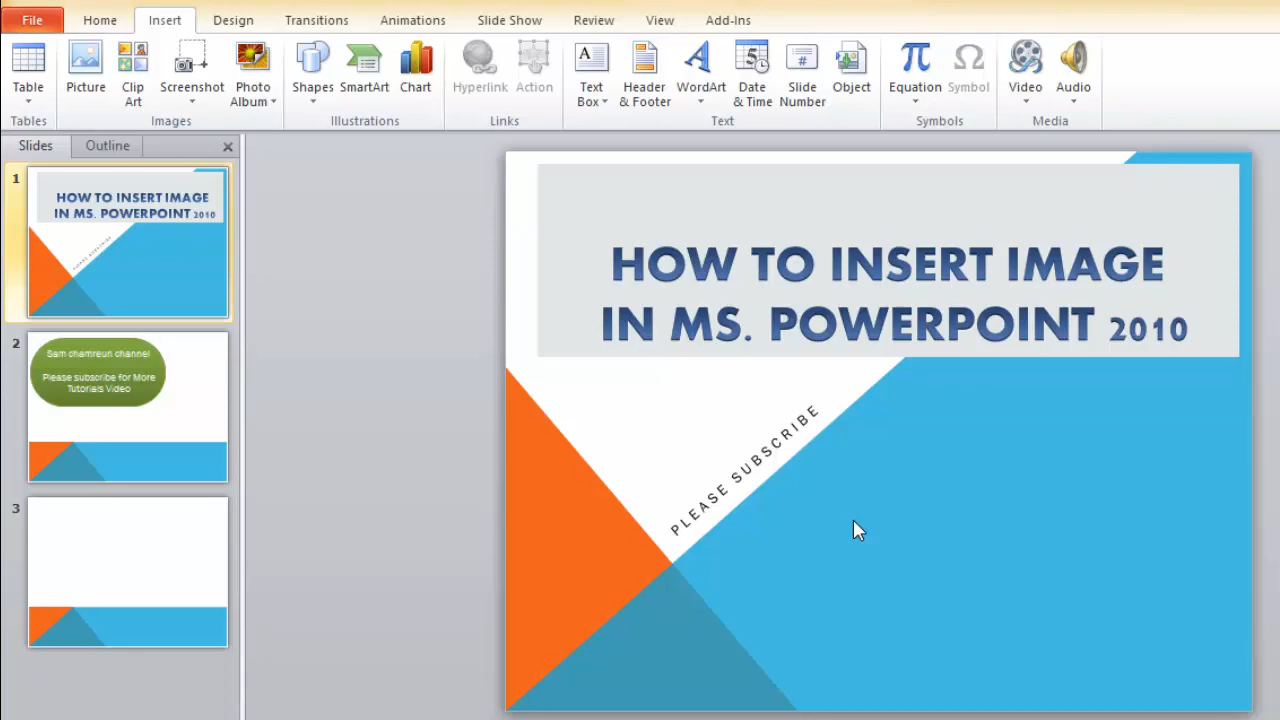 File Home Insert Design Transitions Animations Slide Show Review View Add-Ins
Table Picture Clip Art Screenshot Photo Album Shapes SmartArt Chart Hyperlink Action Text Box Header & Footer WordArt Date & Time Slide Number Object Equation Symbol Video Audio
Tables Images Illustrations Links Text Symbols Media
Slides Outline
1
HOW TO INSERT IMAGE
IN MS. POWERPOINT 2010
PLEASE SUBSCRIBE
2
Sam chamreun channel
Please subscribe for More
Tutorials Video
3
HOW TO INSERT IMAGE
IN MS. POWERPOINT 2010
PLEASE SUBSCRIBE